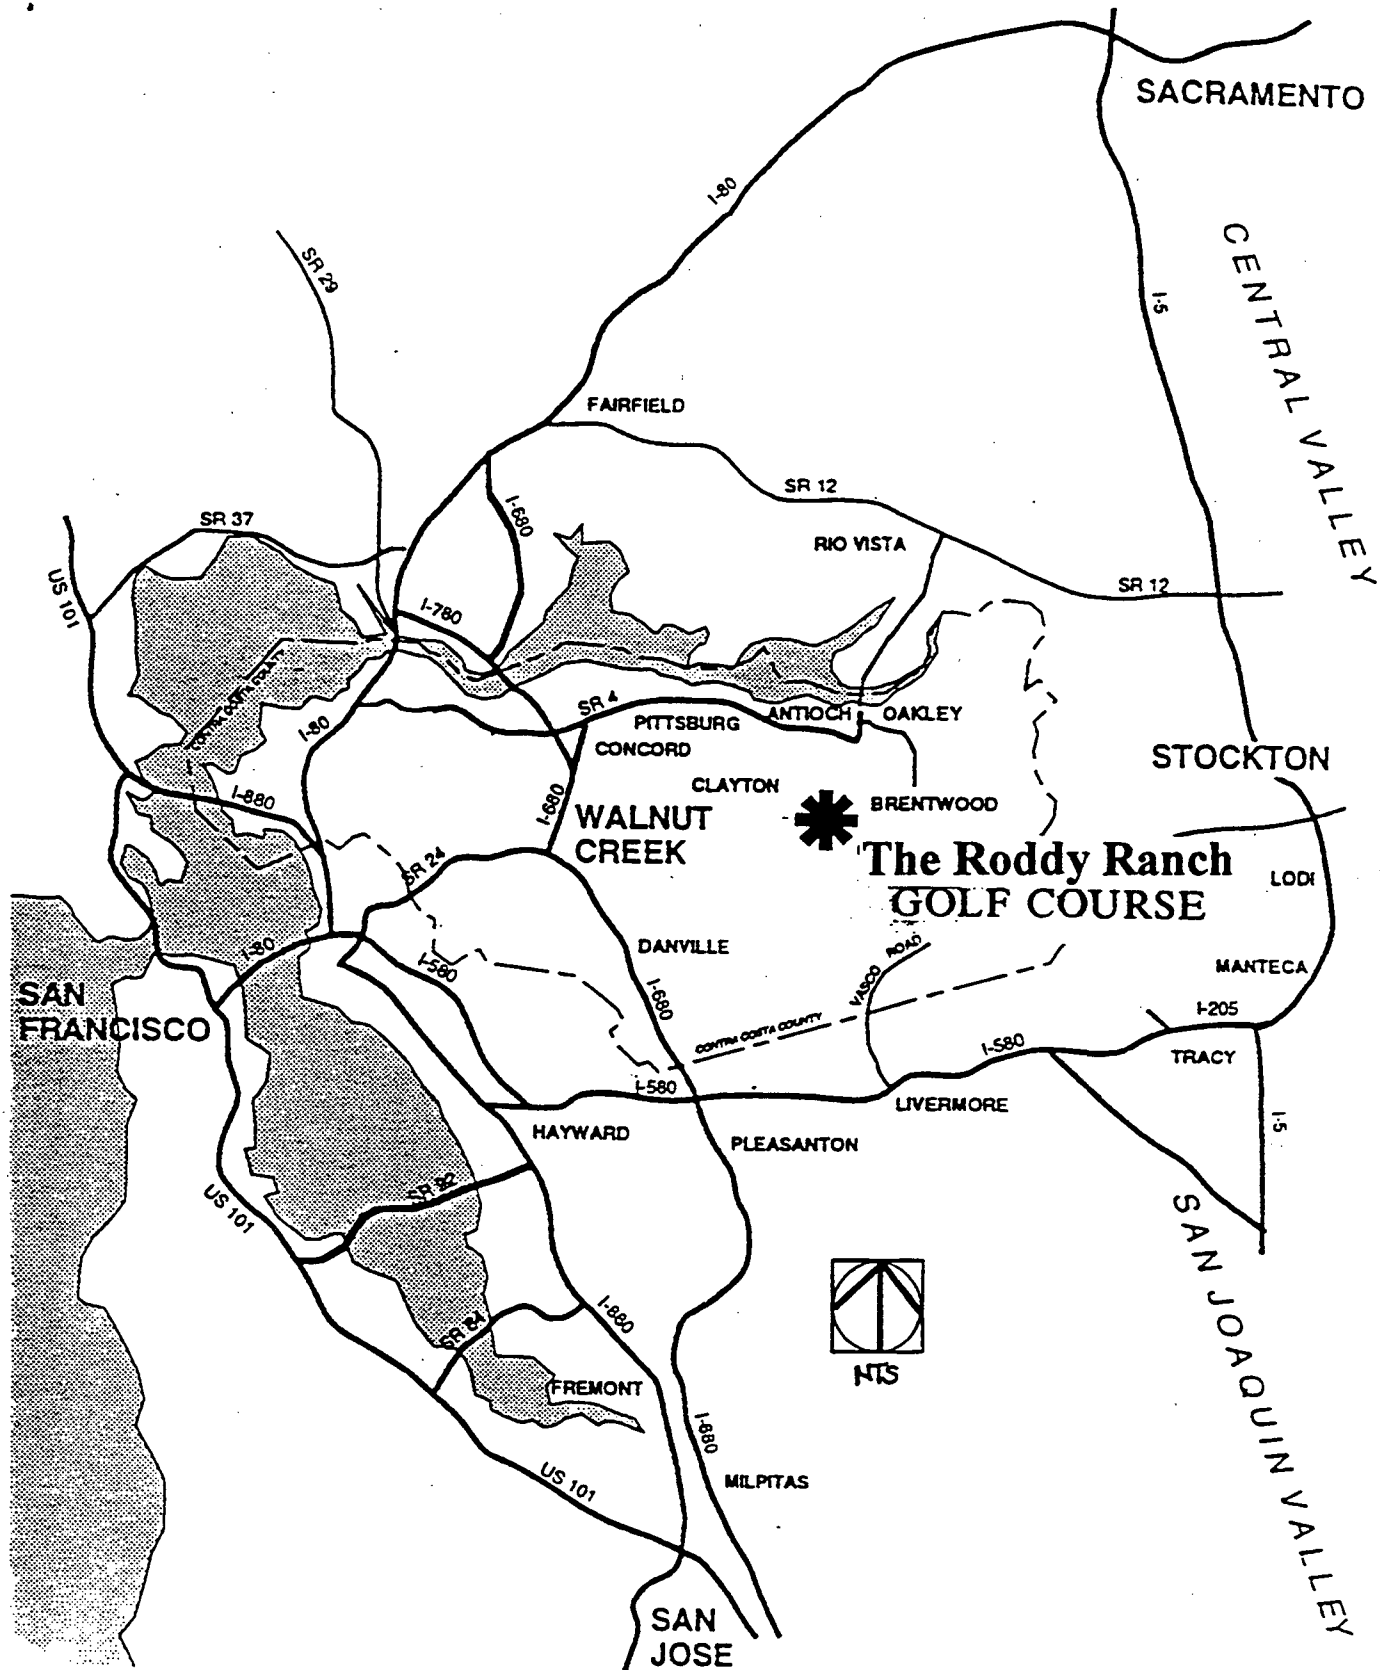 SACRAMENTO
I-80
CENTRAL VALLEY
SR 29
I-5
FAIRFIELD
SR 12
I-680
SR 37
RIO VISTA
US 101
SR 12
I-780
CONTRA COSTA COUNTY
SR 4
ANTIOCH
OAKLEY
PITTSBURG
I-80
CONCORD
STOCKTON
CLAYTON
I-880
I-680
BRENTWOOD
WALNUT
CREEK
The Roddy Ranch
GOLF COURSE
SR 24
LODI
DANVILLE
VASCO ROAD
I-80
I-580
MANTECA
SAN
FRANCISCO
I-680
I-205
CONTRA COSTA COUNTY
I-580
TRACY
I-580
LIVERMORE
I-5
HAYWARD
PLEASANTON
SR 92
US 101
SAN JOAQUIN VALLEY
I-880
SR 84
NTS
FREMONT
I-680
MILPITAS
US 101
SAN
JOSE